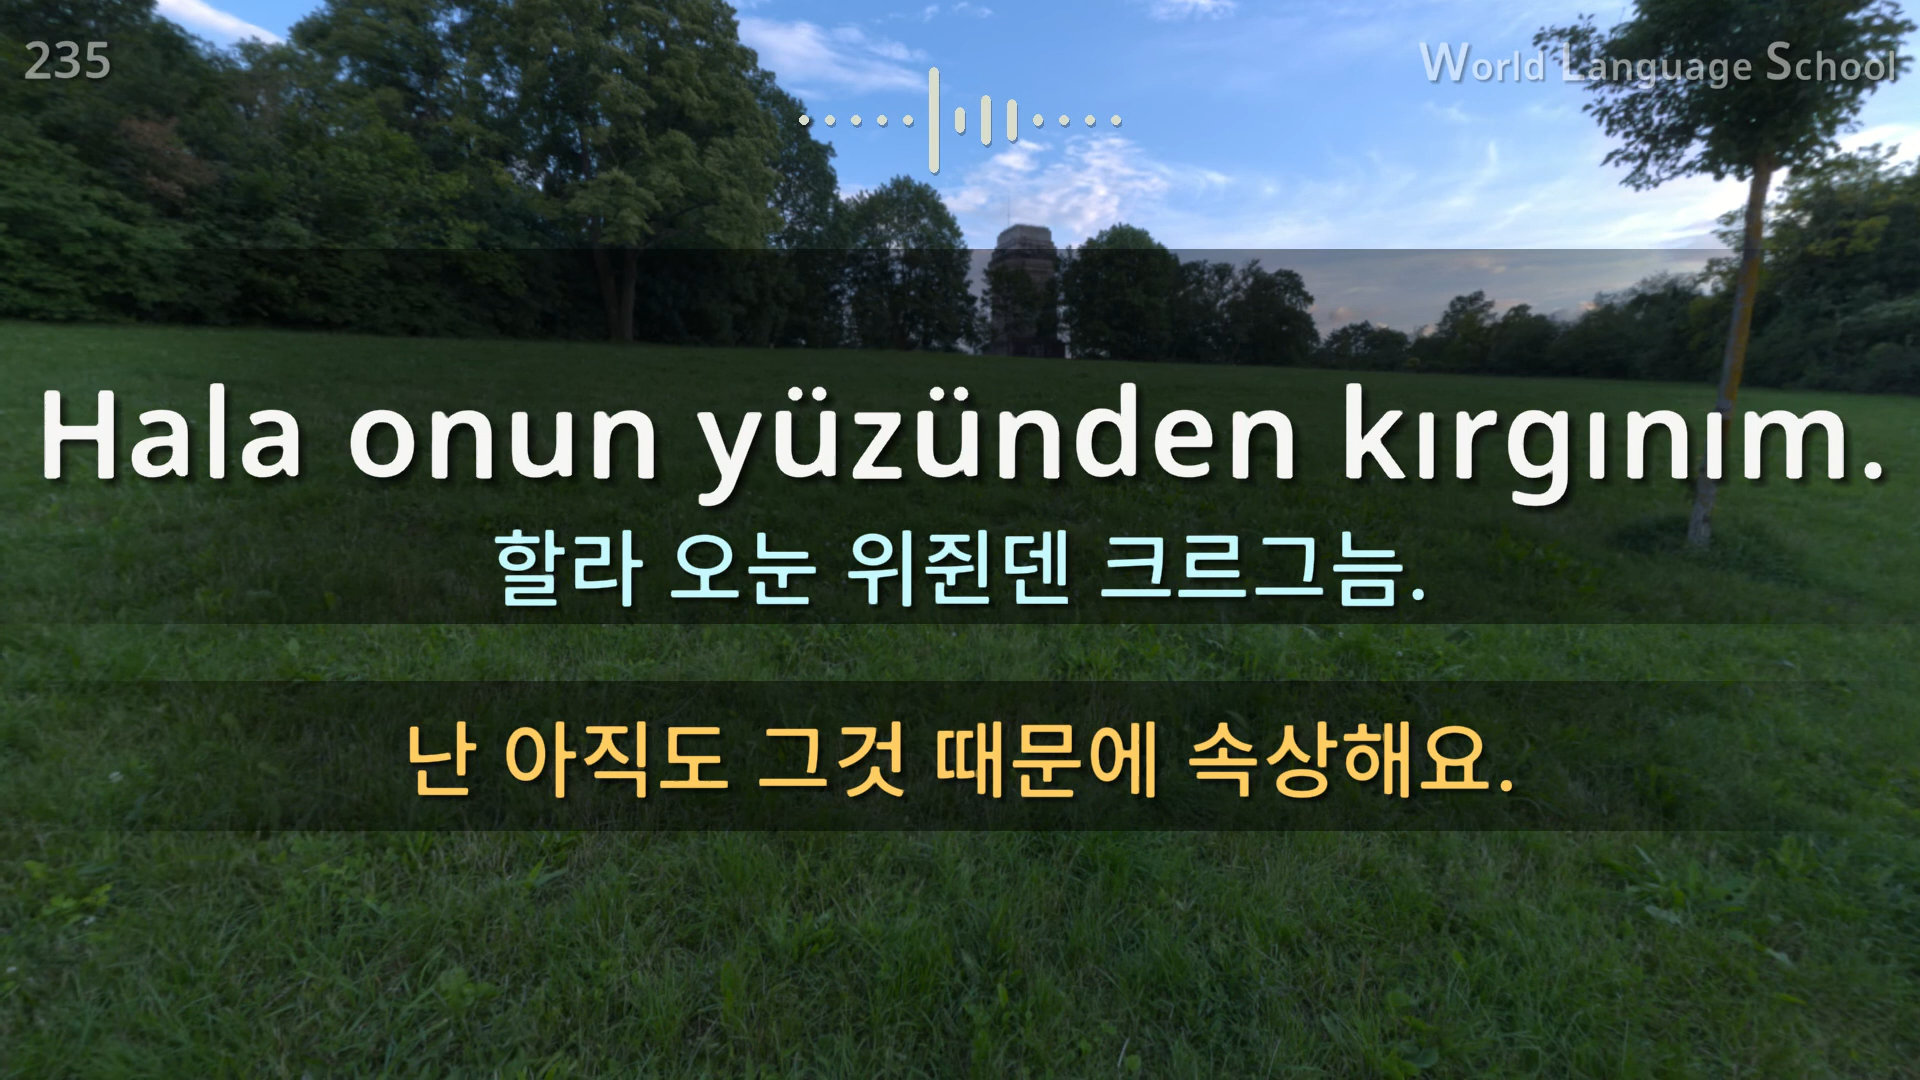 235
World Language School
Hala onun yüzünden kırgınım.
할라 오눈 위쥔덴 크르그늠.
난 아직도 그것 때문에 속상해요.